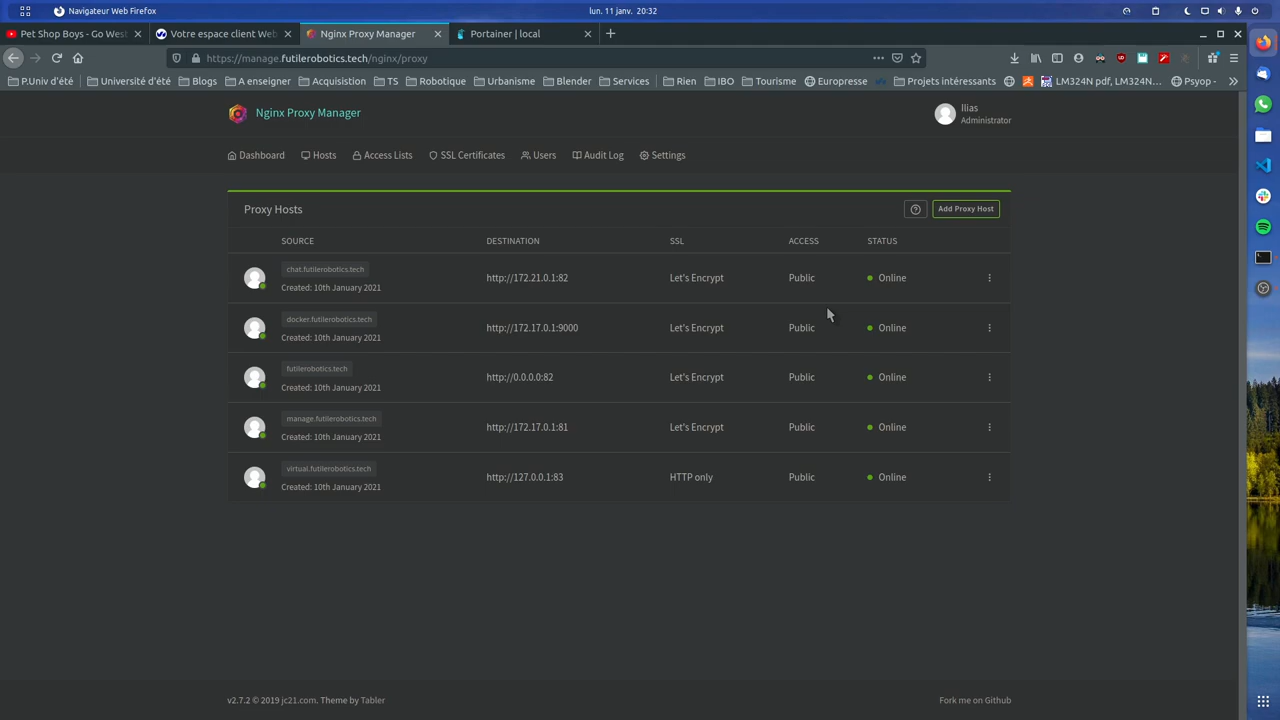 Navigateur Web Firefox
lun. 11 janv. 20:32
Pet Shop Boys - Go West
Votre espace client Web
Nginx Proxy Manager
Portainer | local
https://manage.futilerobotics.tech/nginx/proxy
P.Univ d'été
Université d'été
Blogs
A enseigner
Acquisistion
TS
Robotique
Urbanisme
Blender
Services
Rien
IBO
Tourisme
Europresse
Projets intéressants
LM324N pdf, LM324N…
Psyop -
Nginx Proxy Manager
Ilias
Administrator
Dashboard
Hosts
Access Lists
SSL Certificates
Users
Audit Log
Settings
Proxy Hosts
Add Proxy Host
SOURCE DESTINATION SSL ACCESS STATUS
chat.futilerobotics.tech
Created: 10th January 2021
http://172.21.0.1:82
Let's Encrypt
Public
Online
docker.futilerobotics.tech
Created: 10th January 2021
http://172.17.0.1:9000
Let's Encrypt
Public
Online
futilerobotics.tech
Created: 10th January 2021
http://0.0.0.0:82
Let's Encrypt
Public
Online
manage.futilerobotics.tech
Created: 10th January 2021
http://172.17.0.1:81
Let's Encrypt
Public
Online
virtual.futilerobotics.tech
Created: 10th January 2021
http://127.0.0.1:83
HTTP only
Public
Online
v2.7.2 © 2019 jc21.com. Theme by Tabler
Fork me on Github